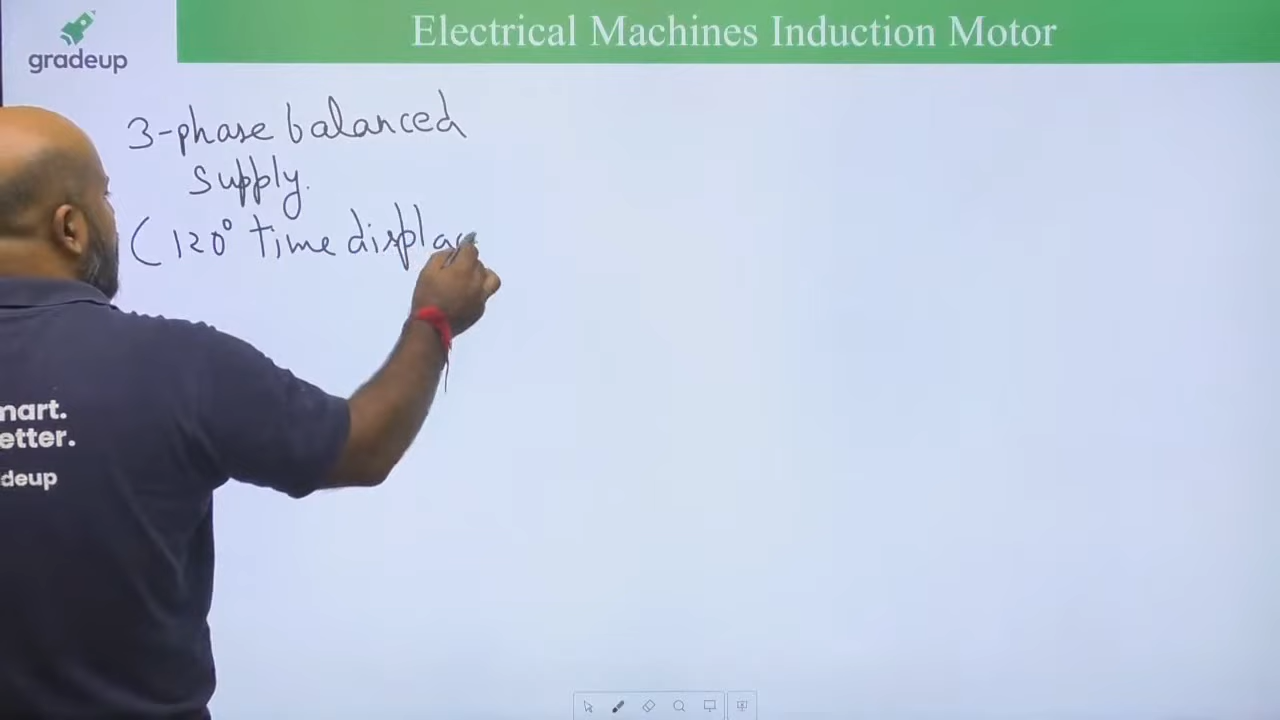 gradeup
Electrical Machines Induction Motor
3-phase balanced
supply.
(120° time displac
mart.
etter.
deup